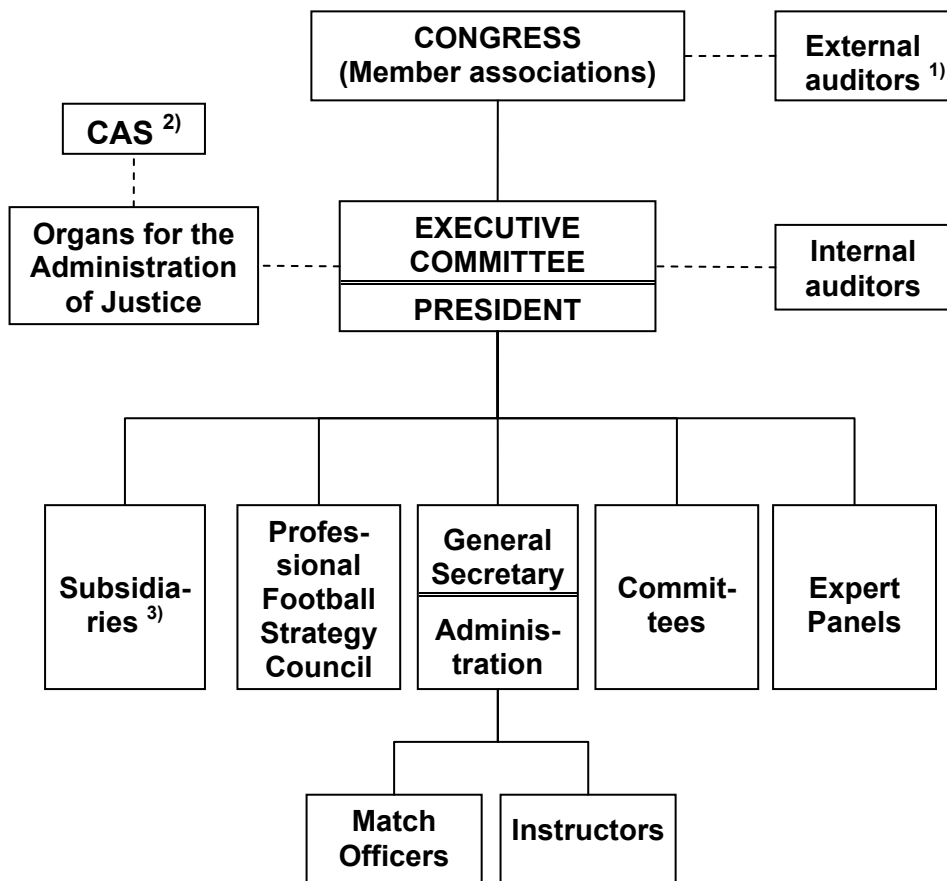 CONGRESS
(Member associations)
External
auditors 1)
CAS 2)
Organs for the
Administration
of Justice
EXECUTIVE
COMMITTEE
PRESIDENT
Internal
auditors
Subsidia-
ries 3)
Profes-
sional
Football
Strategy
Council
General
Secretary
Adminis-
tration
Commit-
tees
Expert
Panels
Match
Officers
Instructors